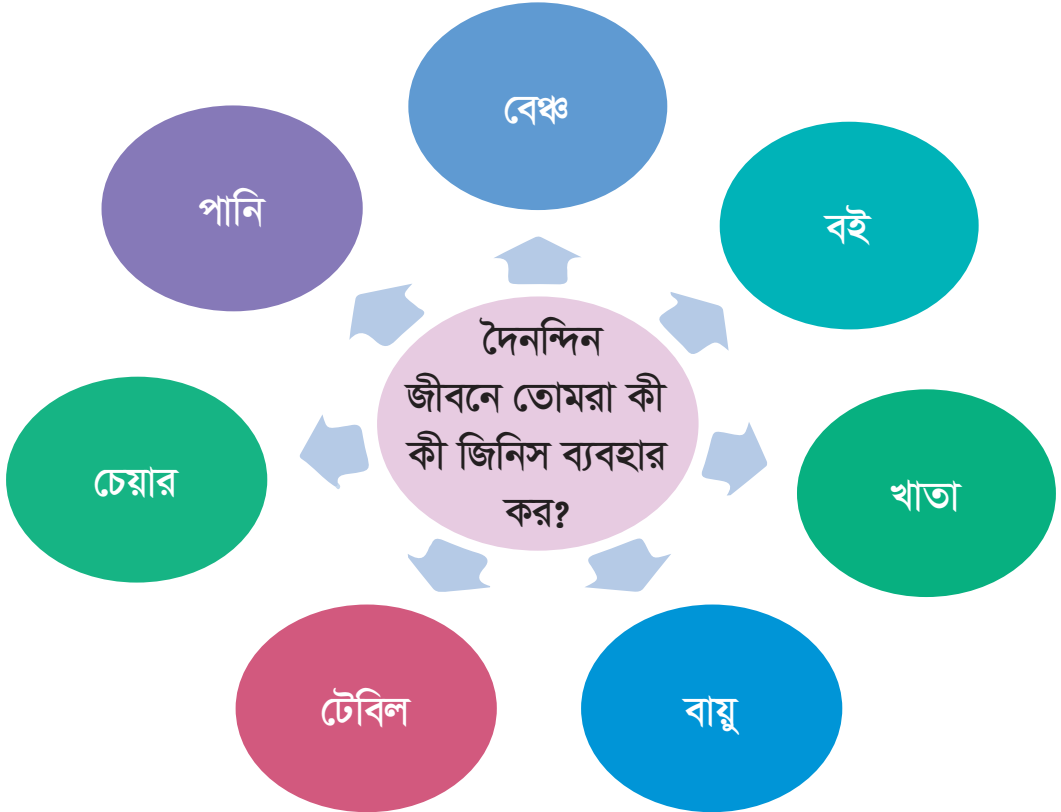 বেঞ্চ
পানি
বই
দৈনন্দিন
জীবনে তোমরা কী
কী জিনিস ব্যবহার
কর?
চেয়ার
খাতা
টেবিল
বায়ু